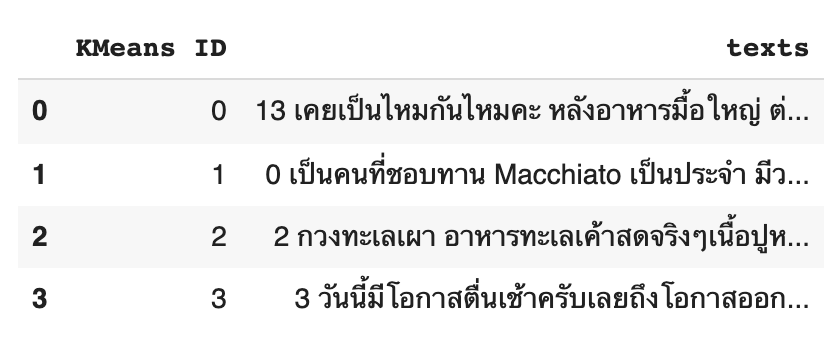 KMeans ID texts
0 0 13 เคยเป็นไหมกันไหมคะ หลังอาหารมื้อใหญ่ ต่...
1 1 0 เป็นคนที่ชอบทาน Macchiato เป็นประจำ มีว...
2 2 2 กวงทะเลเผา อาหารทะเลเค้าสดจริงๆเนื้อปูห...
3 3 3 วันนี้มีโอกาสตื่นเช้าครับเลยถึงโอกาสออก...